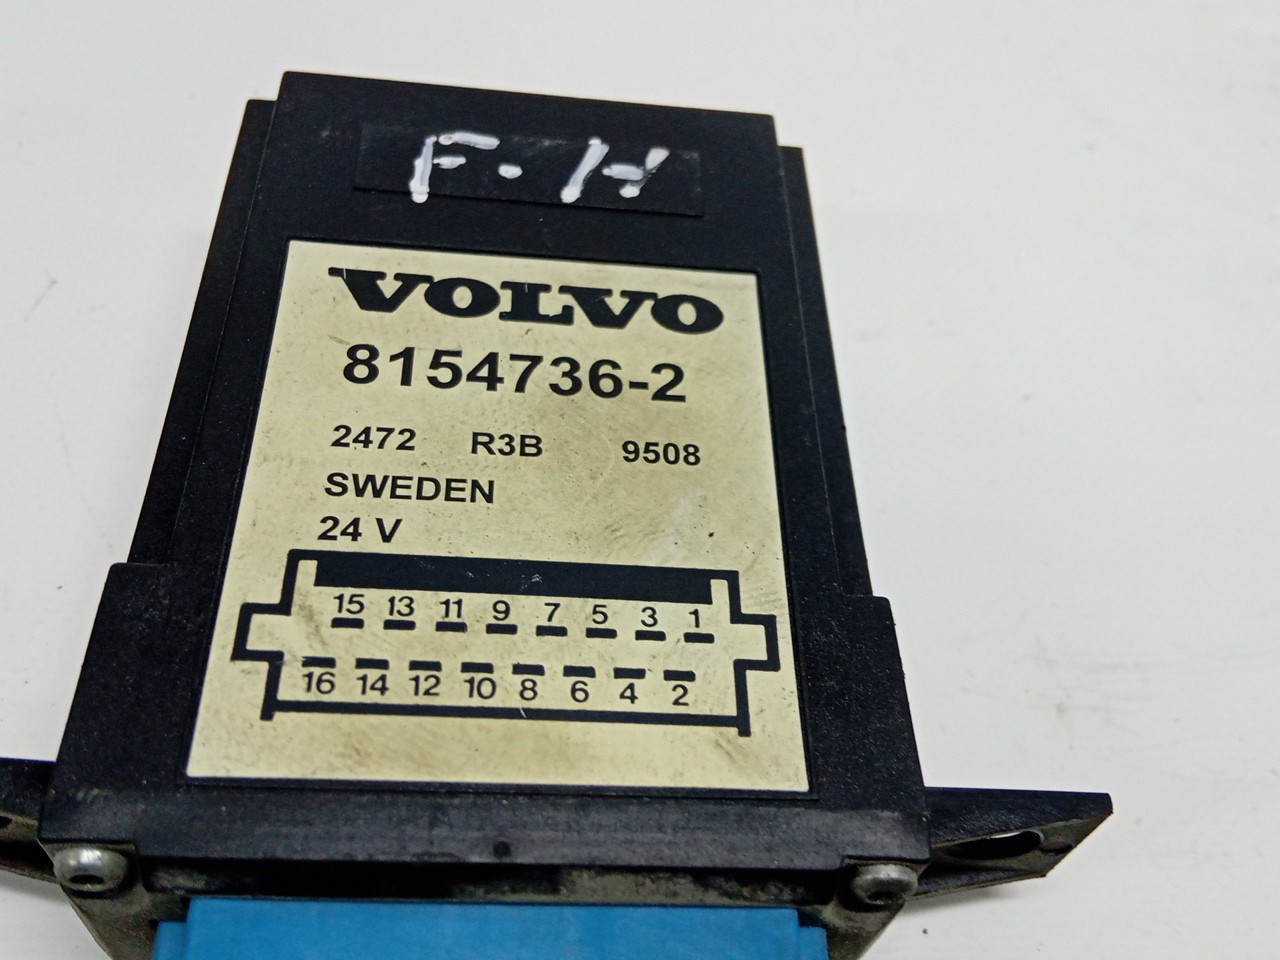 F·H
VOLVO
8154736-2
2472 R3B 9508
SWEDEN
24 V
15 13 11 9 7 5 3 1
16 14 12 10 8 6 4 2